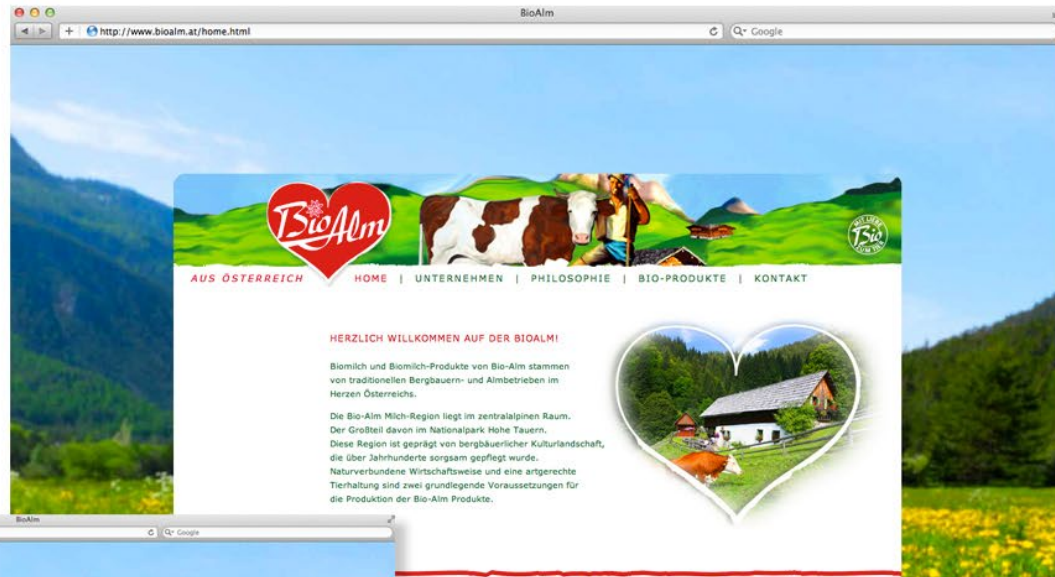 BioAlm
http://www.bioalm.at/home.html
Google
BioAlm
MIT LIEBE
Bio
ZUM TIER
AUS ÖSTERREICH
HOME | UNTERNEHMEN | PHILOSOPHIE | BIO-PRODUKTE | KONTAKT
HERZLICH WILLKOMMEN AUF DER BIOALM!
Biomilch und Biomilch-Produkte von Bio-Alm stammen
von traditionellen Bergbauern- und Almbetrieben im
Herzen Österreichs.
Die Bio-Alm Milch-Region liegt im zentralalpinen Raum.
Der Großteil davon im Nationalpark Hohe Tauern.
Diese Region ist geprägt von bergbäuerlicher Kulturlandschaft,
die über Jahrhunderte sorgsam gepflegt wurde.
Naturverbundene Wirtschaftsweise und eine artgerechte
Tierhaltung sind zwei grundlegende Voraussetzungen für
die Produktion der Bio-Alm Produkte.
BioAlm
Google